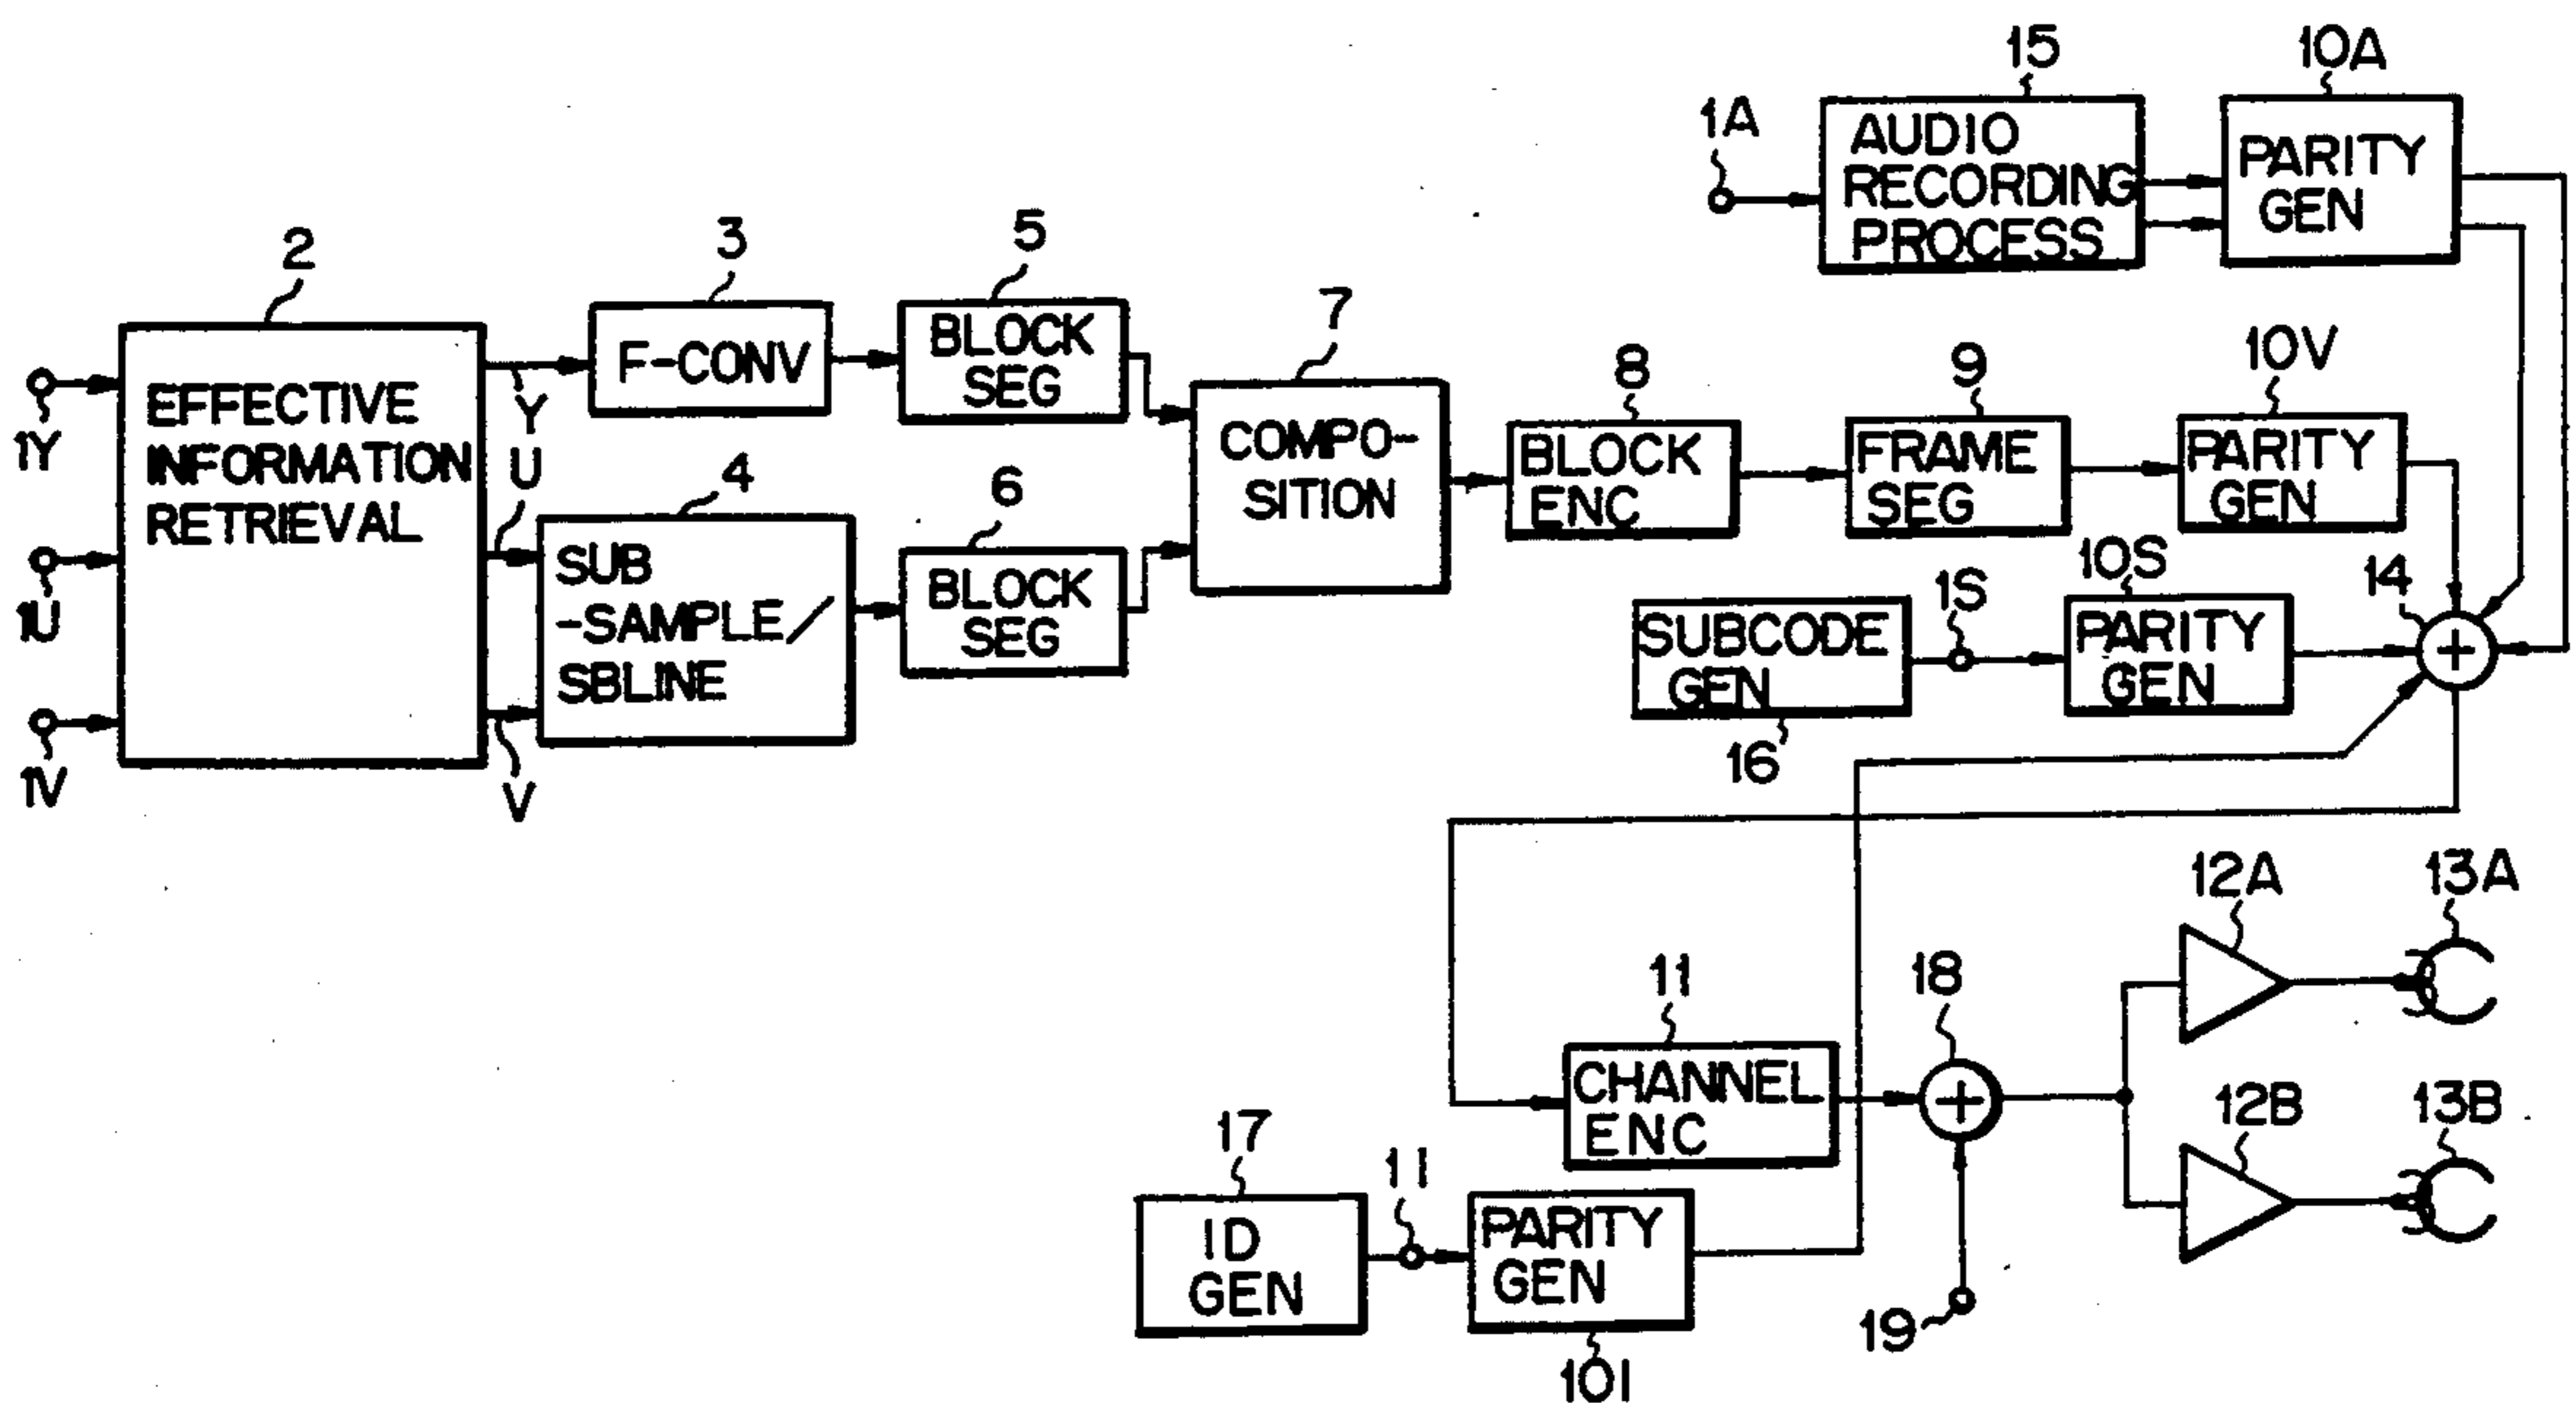 15
10A
1A
AUDIO
RECORDING
PROCESS
PARITY
GEN
2
3
5
7
8
9
10V
1Y
1U
1V
EFFECTIVE
INFORMATION
RETRIEVAL
Y
U
V
F-CONV
BLOCK
SEG
4
SUB
-SAMPLE/
SBLINE
6
BLOCK
SEG
COMPO-
SITION
BLOCK
ENC
FRAME
SEG
PARITY
GEN
SUBCODE
GEN
16
1S
10S
PARITY
GEN
14
+
12A
13A
11
CHANNEL
ENC
18
+
12B
13B
17
ID
GEN
11
PARITY
GEN
10I
19